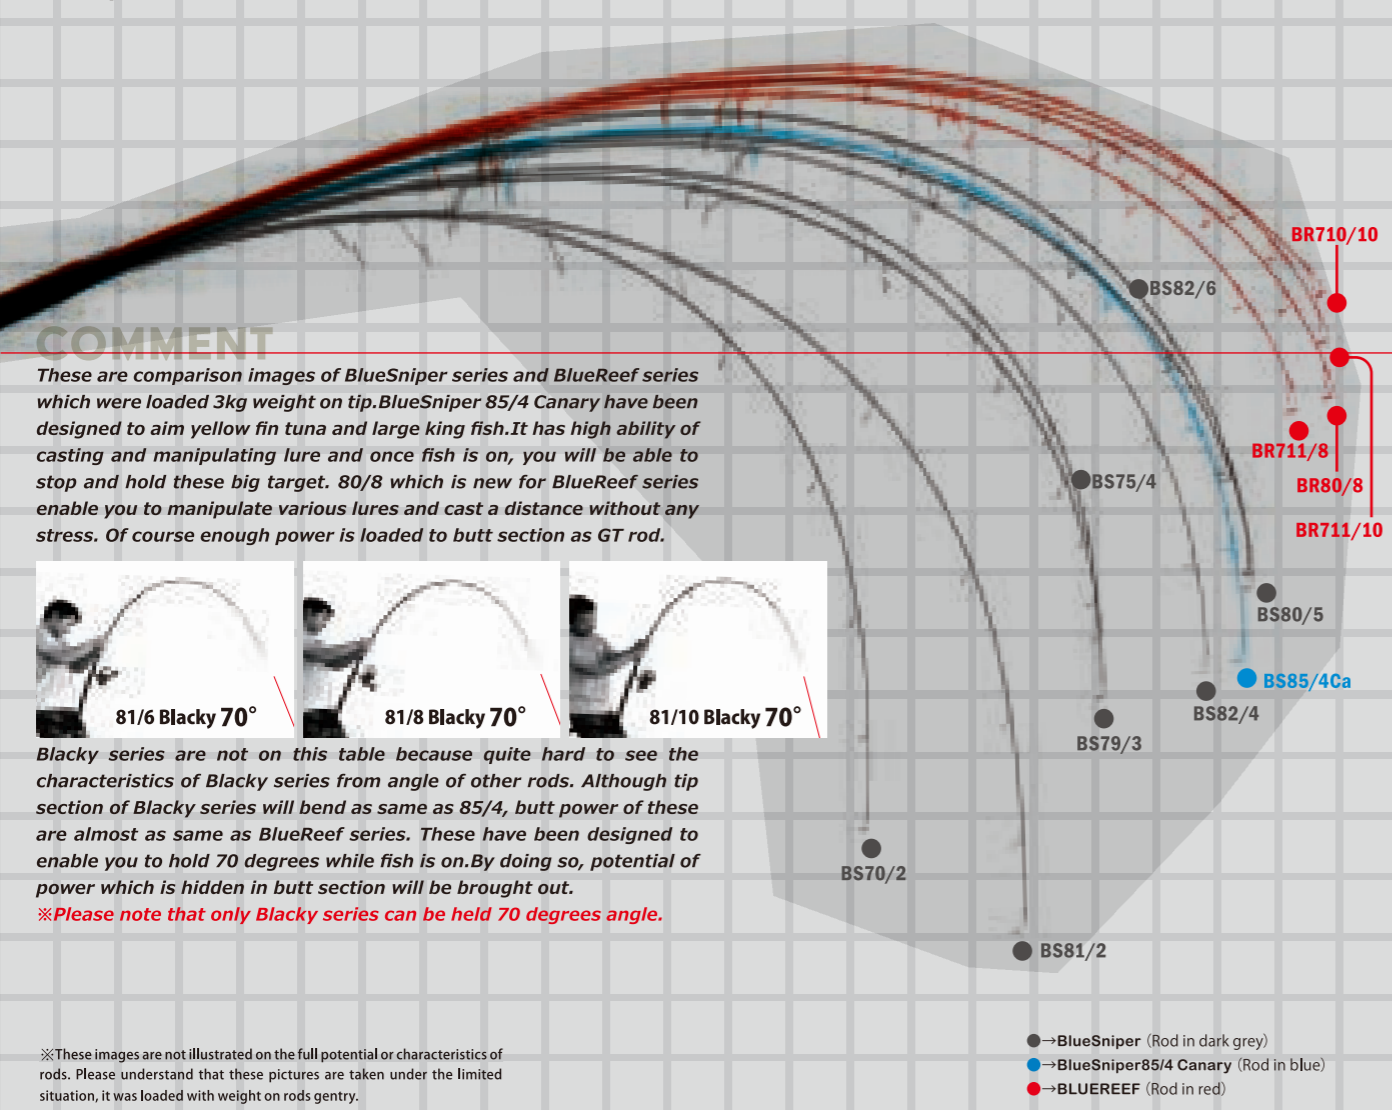 COMMENT
These are comparison images of BlueSniper series and BlueReef series
which were loaded 3kg weight on tip.BlueSniper 85/4 Canary have been
designed to aim yellow fin tuna and large king fish.It has high ability of
casting and manipulating lure and once fish is on, you will be able to
stop and hold these big target. 80/8 which is new for BlueReef series
enable you to manipulate various lures and cast a distance without any
stress. Of course enough power is loaded to butt section as GT rod.
81/6 Blacky 70°
81/8 Blacky 70°
81/10 Blacky 70°
Blacky series are not on this table because quite hard to see the
characteristics of Blacky series from angle of other rods. Although tip
section of Blacky series will bend as same as 85/4, butt power of these
are almost as same as BlueReef series. These have been designed to
enable you to hold 70 degrees while fish is on.By doing so, potential of
power which is hidden in butt section will be brought out.
※Please note that only Blacky series can be held 70 degrees angle.
BR710/10
BS82/6
BR711/8
BS75/4
BR80/8
BR711/10
BS80/5
BS85/4Ca
BS82/4
BS79/3
BS70/2
BS81/2
※These images are not illustrated on the full potential or characteristics of
rods. Please understand that these pictures are taken under the limited
situation, it was loaded with weight on rods gentry.
→BlueSniper (Rod in dark grey)
→BlueSniper85/4 Canary (Rod in blue)
→BLUEREEF (Rod in red)